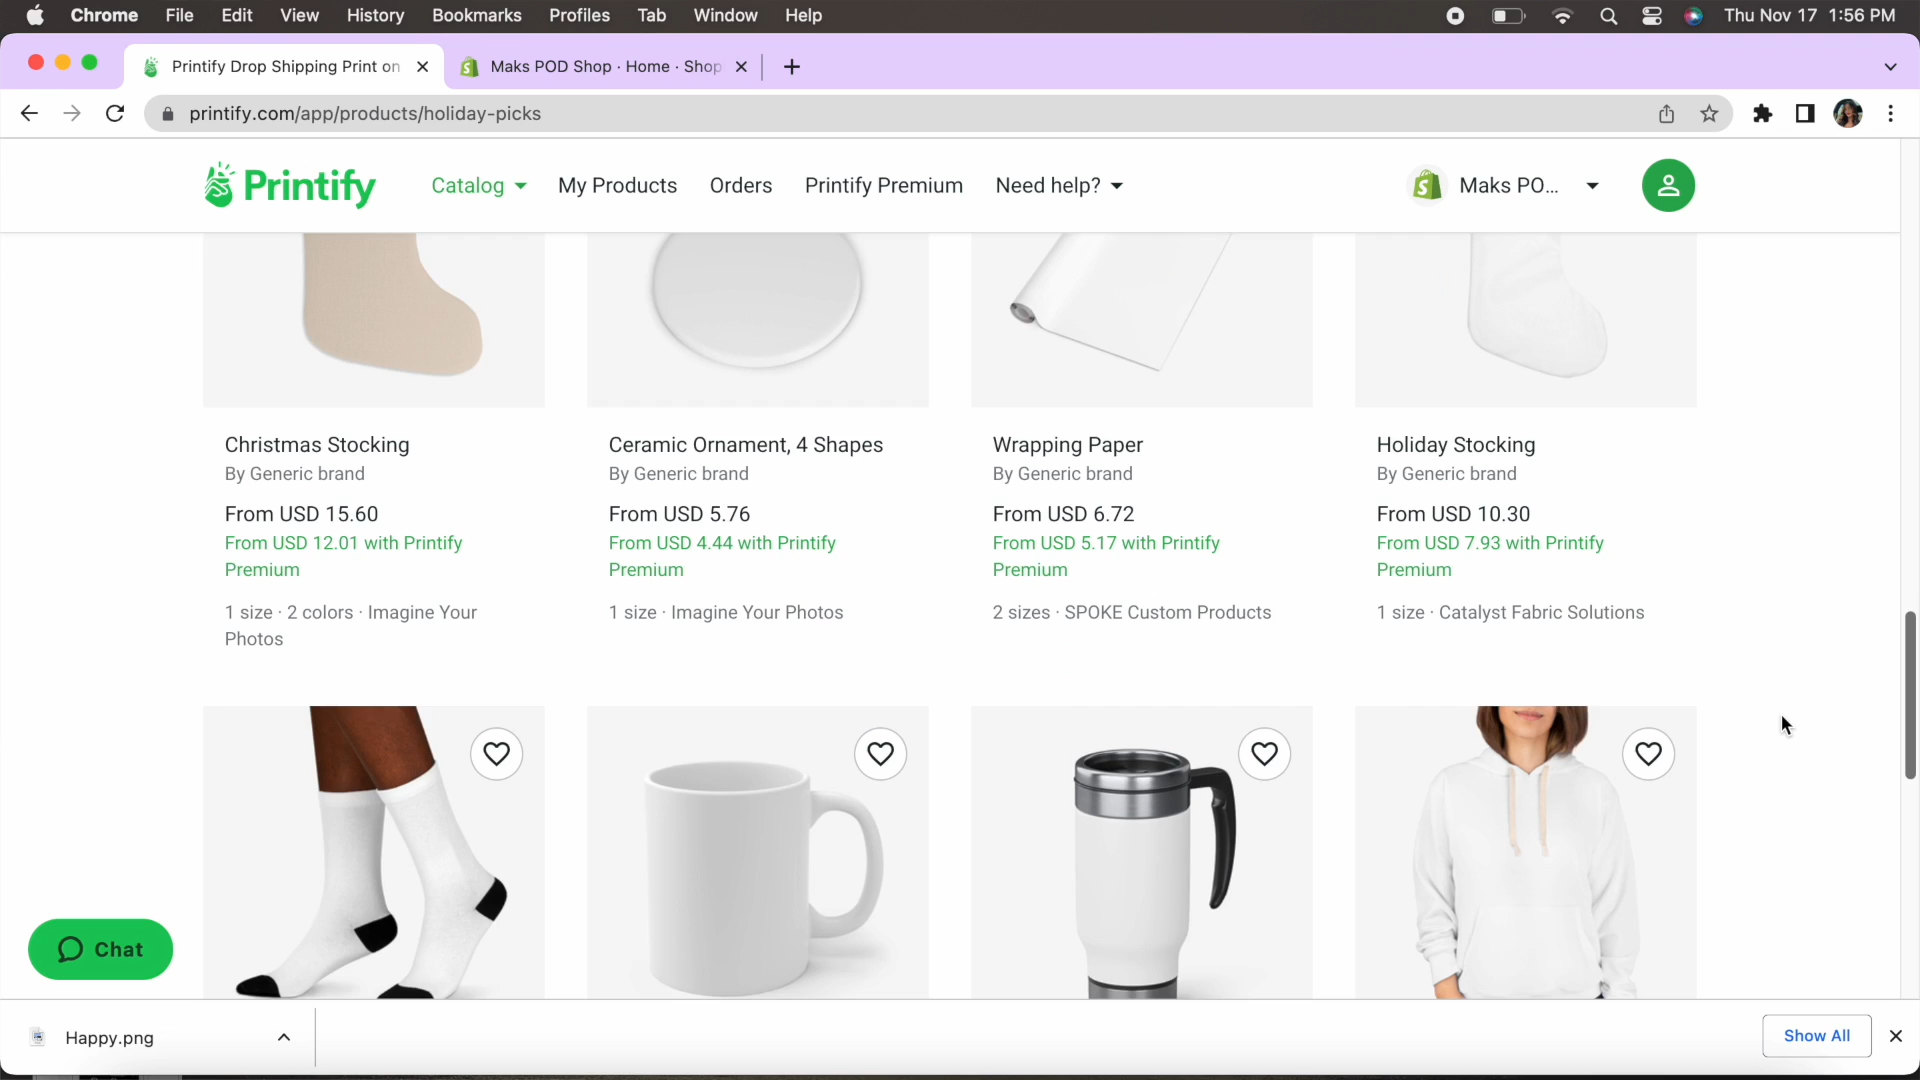 Chrome File Edit View History Bookmarks Profiles Tab Window Help Thu Nov 17 1:56 PM
Printify Drop Shipping Print on Maks POD Shop · Home · Shop
printify.com/app/products/holiday-picks
Printify Catalog My Products Orders Printify Premium Need help? Maks PO...
Christmas Stocking
By Generic brand
From USD 15.60
From USD 12.01 with Printify
Premium
1 size · 2 colors · Imagine Your
Photos
Ceramic Ornament, 4 Shapes
By Generic brand
From USD 5.76
From USD 4.44 with Printify
Premium
1 size · Imagine Your Photos
Wrapping Paper
By Generic brand
From USD 6.72
From USD 5.17 with Printify
Premium
2 sizes · SPOKE Custom Products
Holiday Stocking
By Generic brand
From USD 10.30
From USD 7.93 with Printify
Premium
1 size · Catalyst Fabric Solutions
Chat
Happy.png
Show All